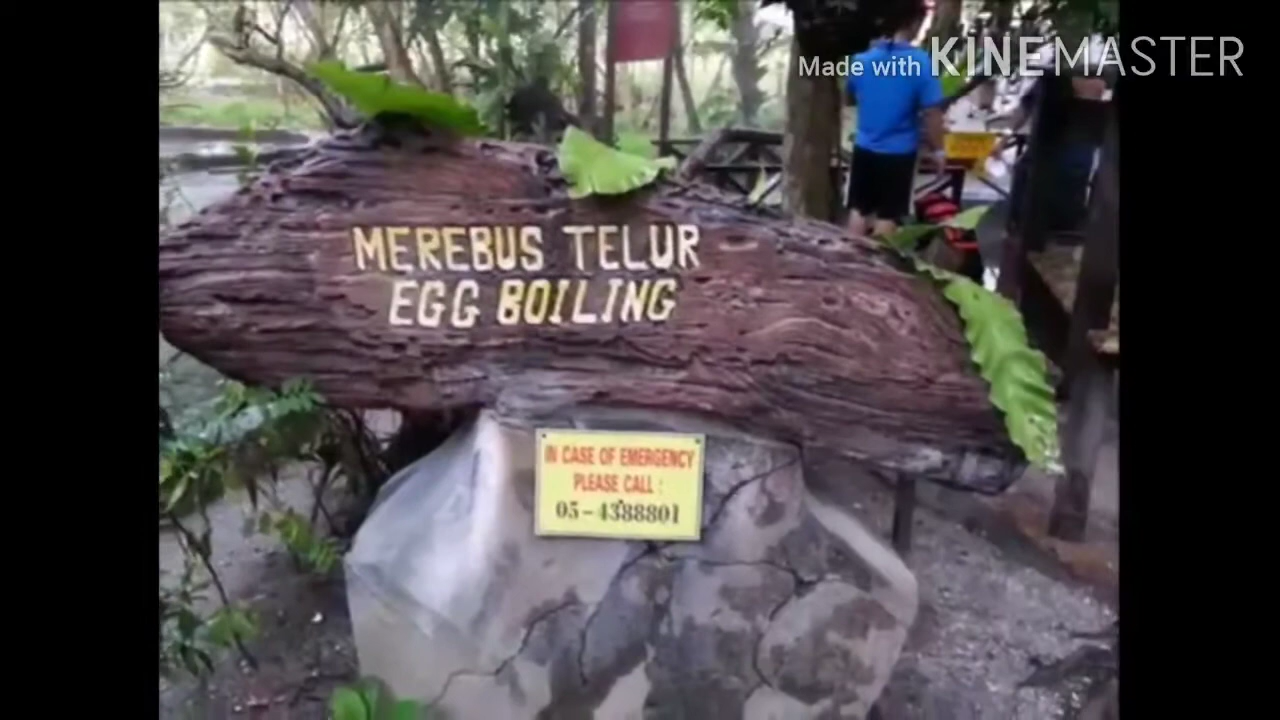 Made with KINEMASTER
MEREBUS TELUR
EGG BOILING
IN CASE OF EMERGENCY
PLEASE CALL :
05-4388801